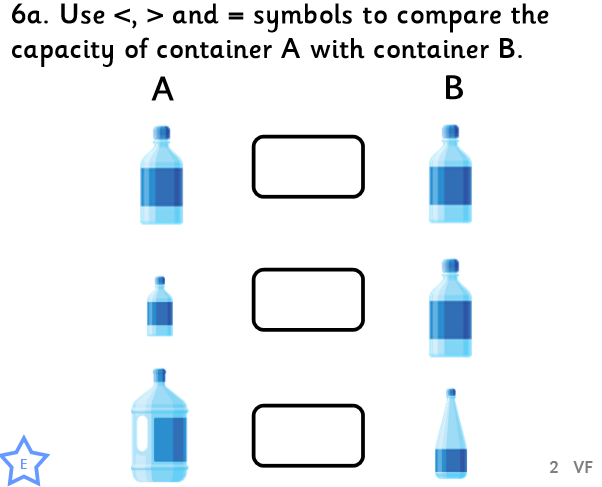 6a. Use <, > and = symbols to compare the
capacity of container A with container B.
A B
E
2 VF